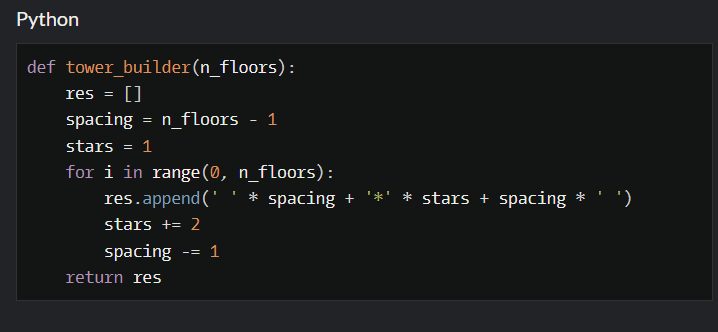 Python
def tower_builder(n_floors):
    res = []
    spacing = n_floors - 1
    stars = 1
    for i in range(0, n_floors):
        res.append(' ' * spacing + '*' * stars + spacing * ' ')
        stars += 2
        spacing -= 1
    return res